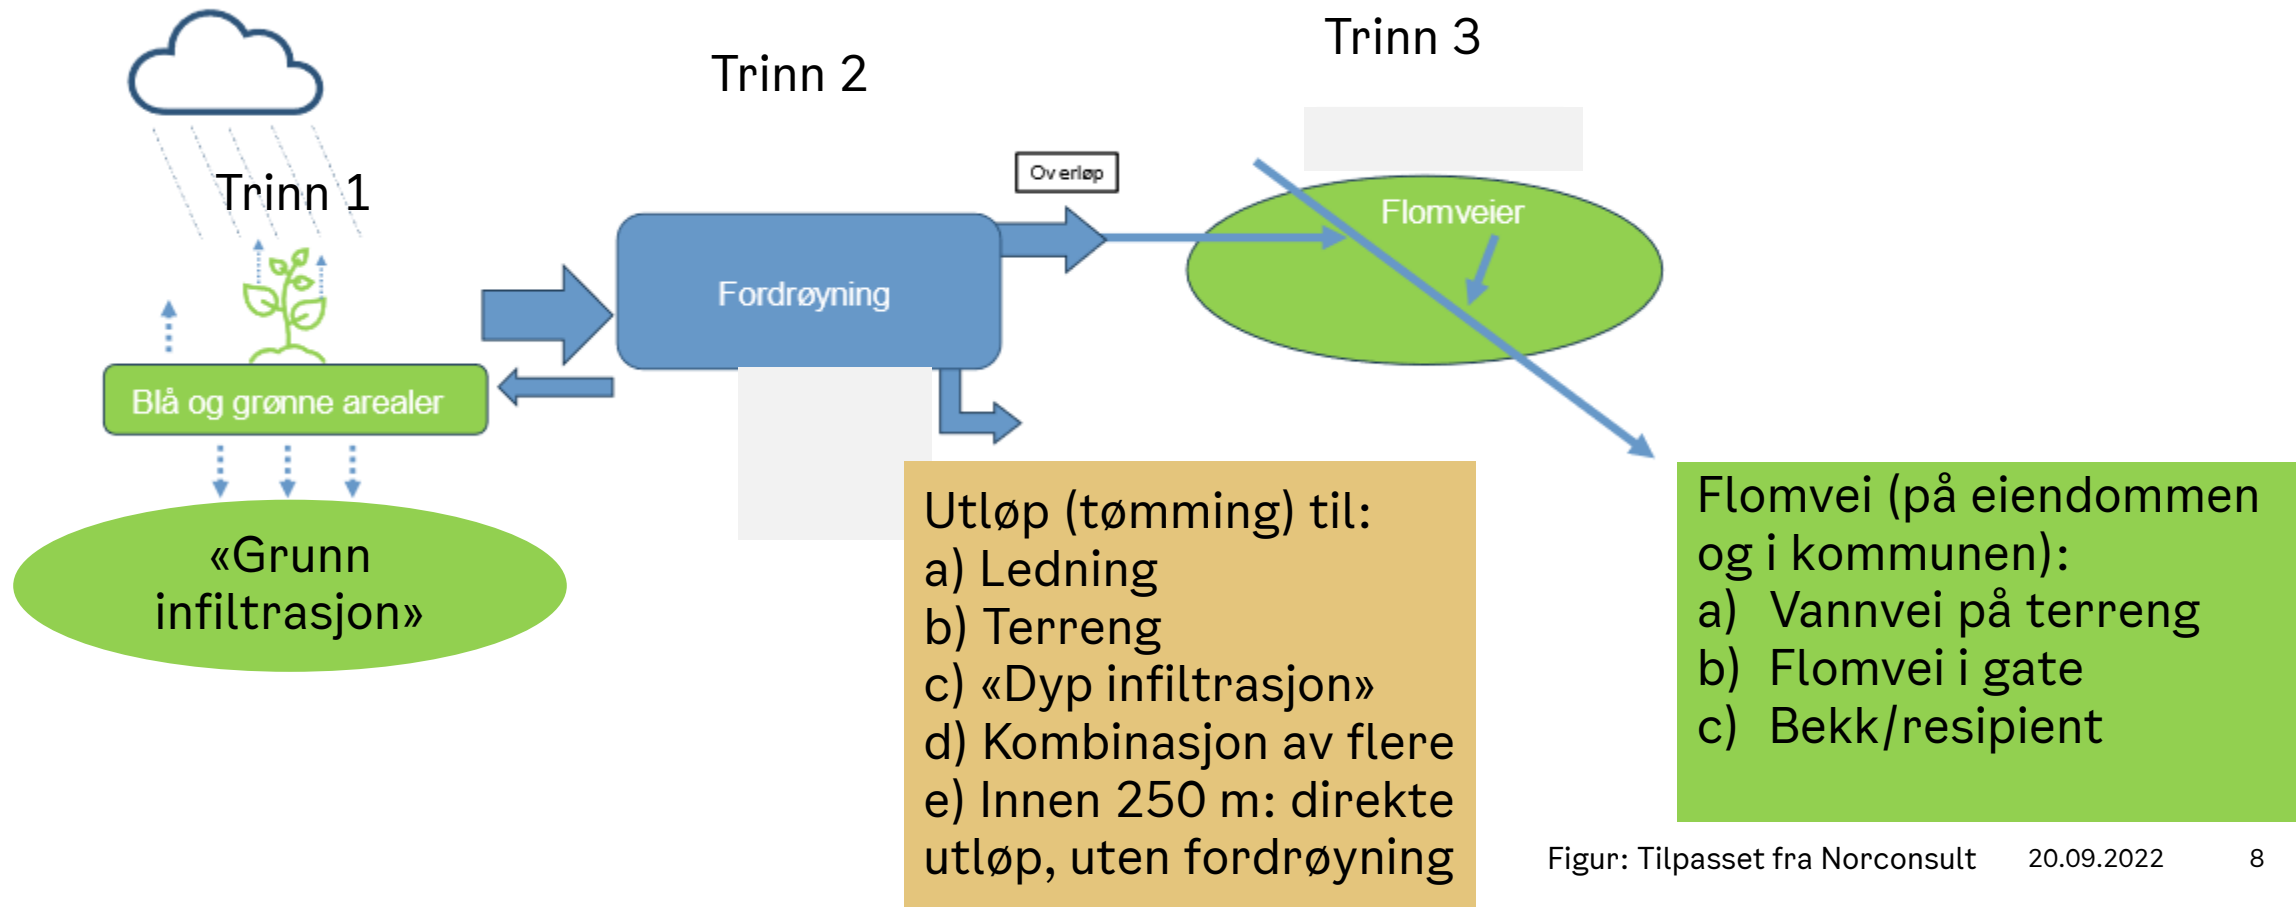 Trinn 1
Trinn 2
Trinn 3
Overløp
Flomveier
Fordrøyning
Blå og grønne arealer
«Grunn
infiltrasjon»
Utløp (tømming) til:
a) Ledning
b) Terreng
c) «Dyp infiltrasjon»
d) Kombinasjon av flere
e) Innen 250 m: direkte
utløp, uten fordrøyning
Flomvei (på eiendommen
og i kommunen):
a) Vannvei på terreng
b) Flomvei i gate
c) Bekk/resipient
Figur: Tilpasset fra Norconsult 20.09.2022 8